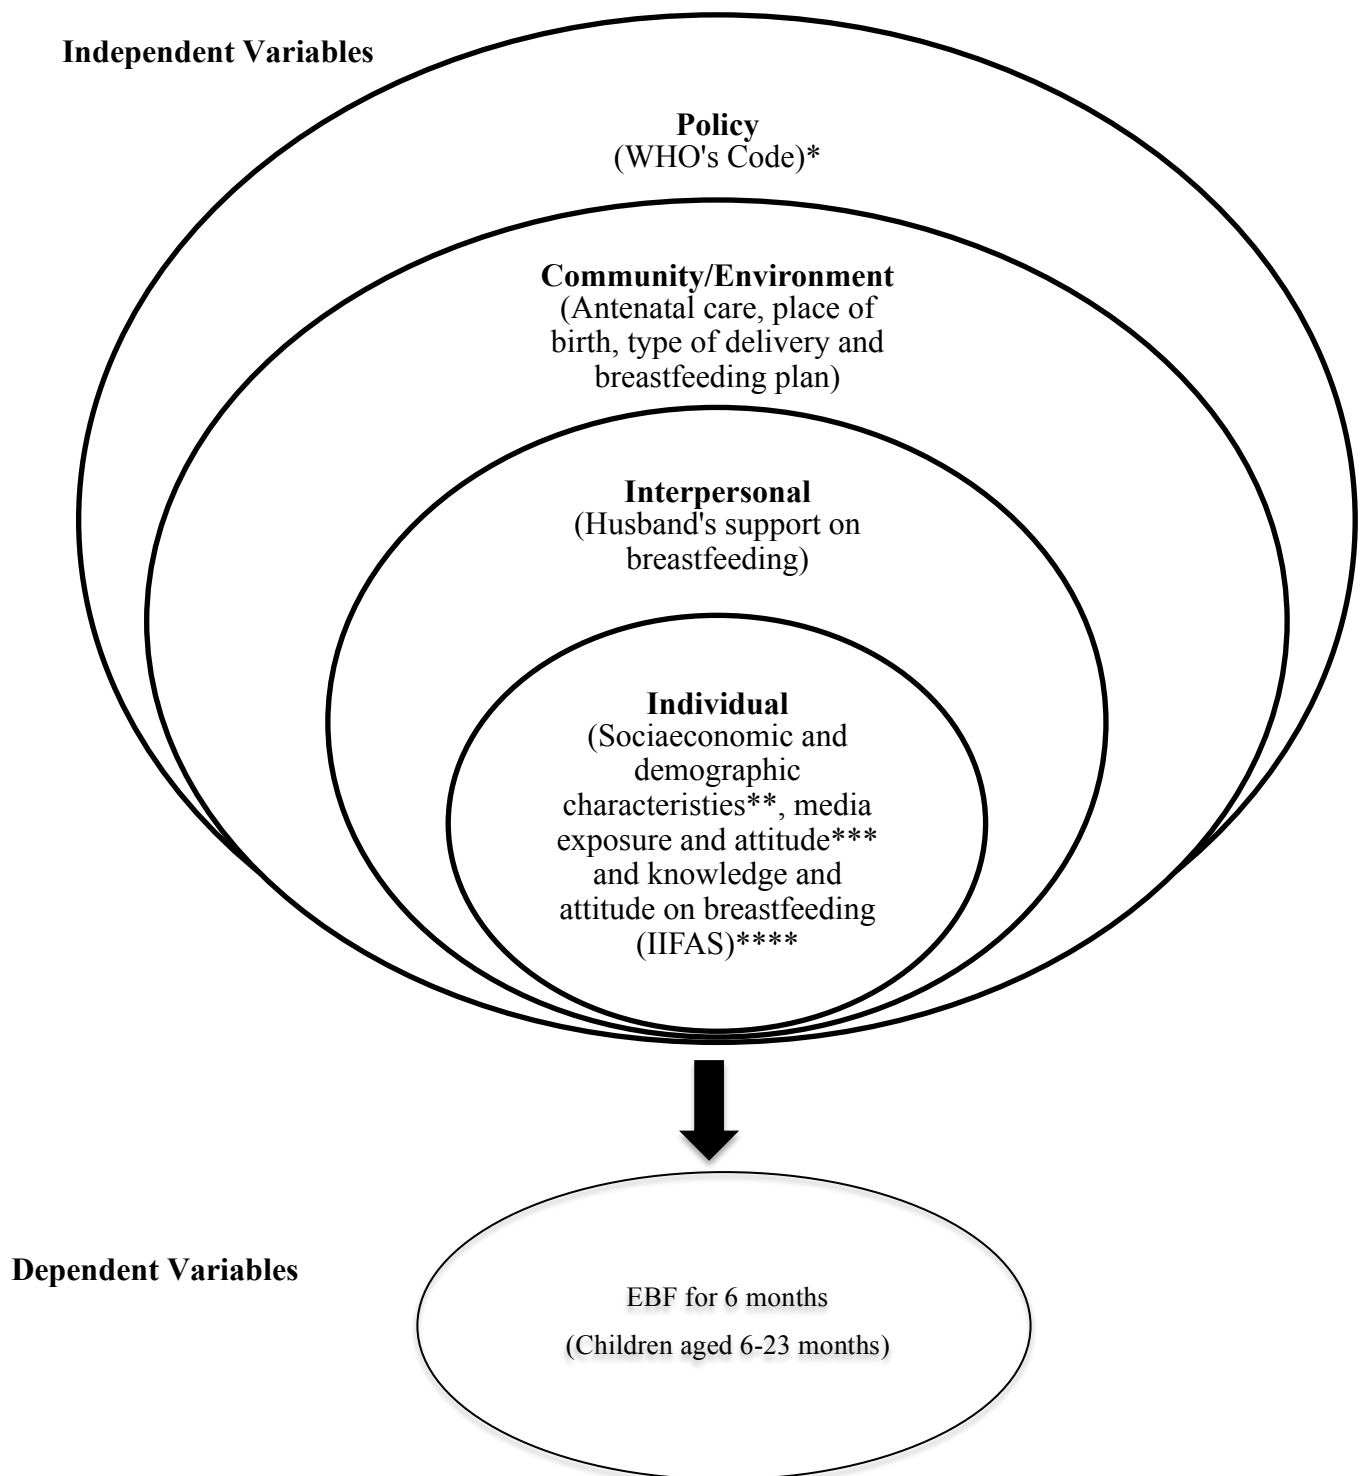 Independent Variables
Policy
(WHO's Code)*
Community/Environment
(Antenatal care, place of
birth, type of delivery and
breastfeeding plan)
Interpersonal
(Husband's support on
breastfeeding)
Individual
(Sociaeconomic and
demographic
characteristies**, media
exposure and attitude***
and knowledge and
attitude on breastfeeding
(IIFAS)****
Dependent Variables
EBF for 6 months
(Children aged 6-23 months)